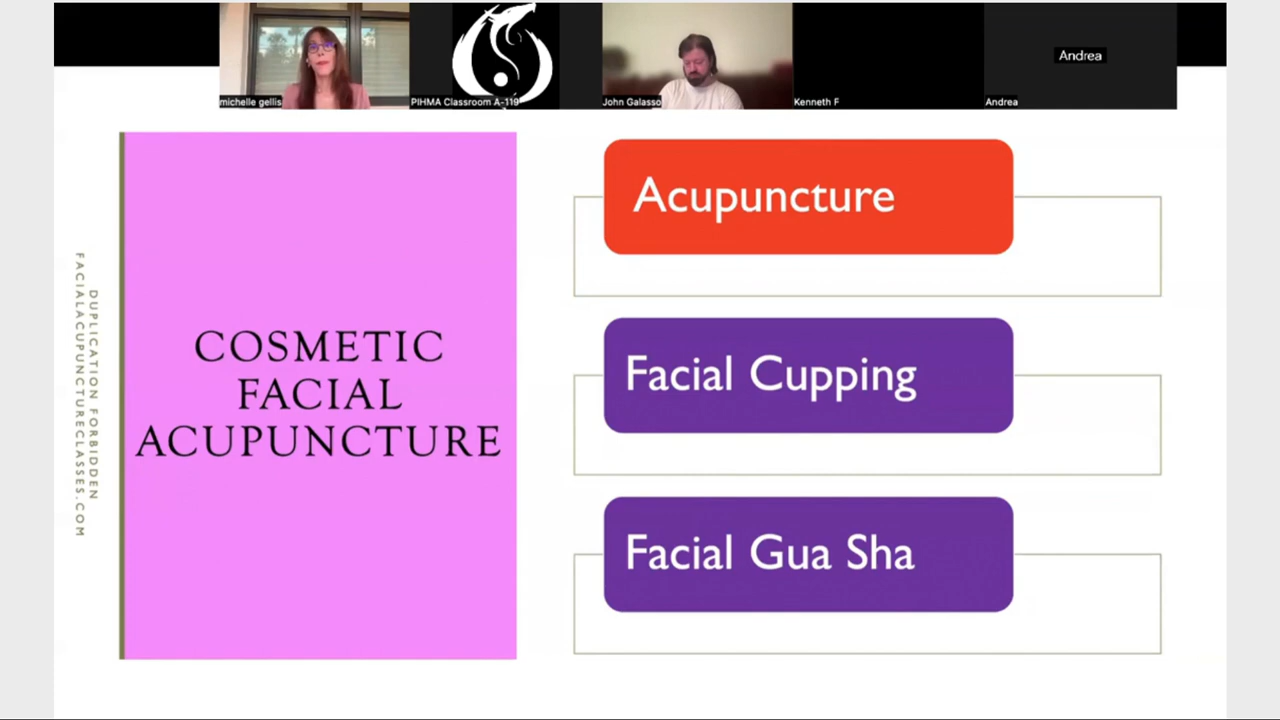 michelle gellis
PIHMA Classroom A-119
John Galasso
Kenneth F
Andrea
Andrea
DUPLICATION FORBIDDEN
FACIALACUPUNCTURECLASSES.COM
COSMETIC
FACIAL
ACUPUNCTURE
Acupuncture
Facial Cupping
Facial Gua Sha